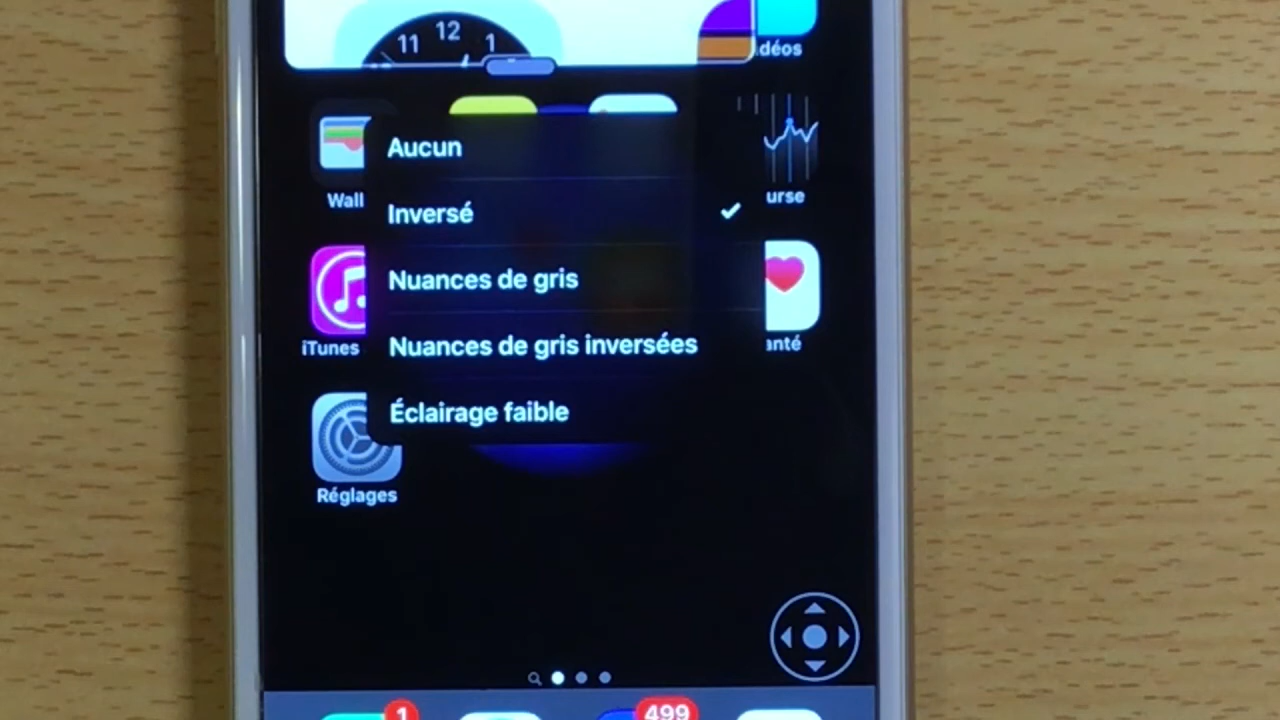 11 12 1
déos
Aucun
Wall
urse
Inversé
Nuances de gris
iTunes
anté
Nuances de gris inversées
Éclairage faible
Réglages
1
499